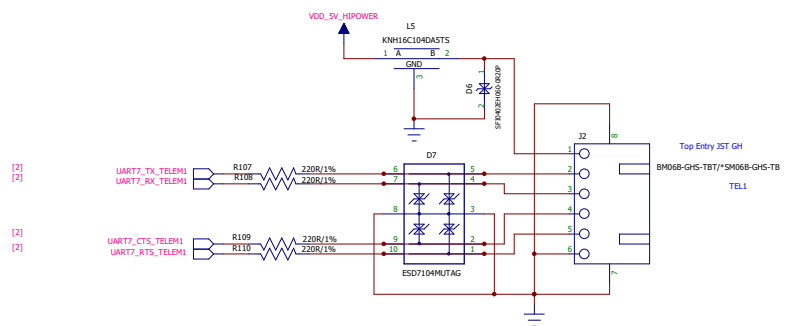 VDD_5V_HIPOWER
L5
KNH16C104DA5TS
1 A B 2
GND
3
1
D6
2
SFI0402EH060-0R20P
8
J2
Top Entry JST GH
BM06B-GHS-TBT/*SM06B-GHS-TB
TEL1
1
2
3
4
5
6
7
D7
[2] UART7_TX_TELEM1 R107 220R/1% 6 5
[2] UART7_RX_TELEM1 R108 220R/1% 7 4
8 3
[2] UART7_CTS_TELEM1 R109 220R/1% 9 2
[2] UART7_RTS_TELEM1 R110 220R/1% 10 1
ESD7104MUTAG